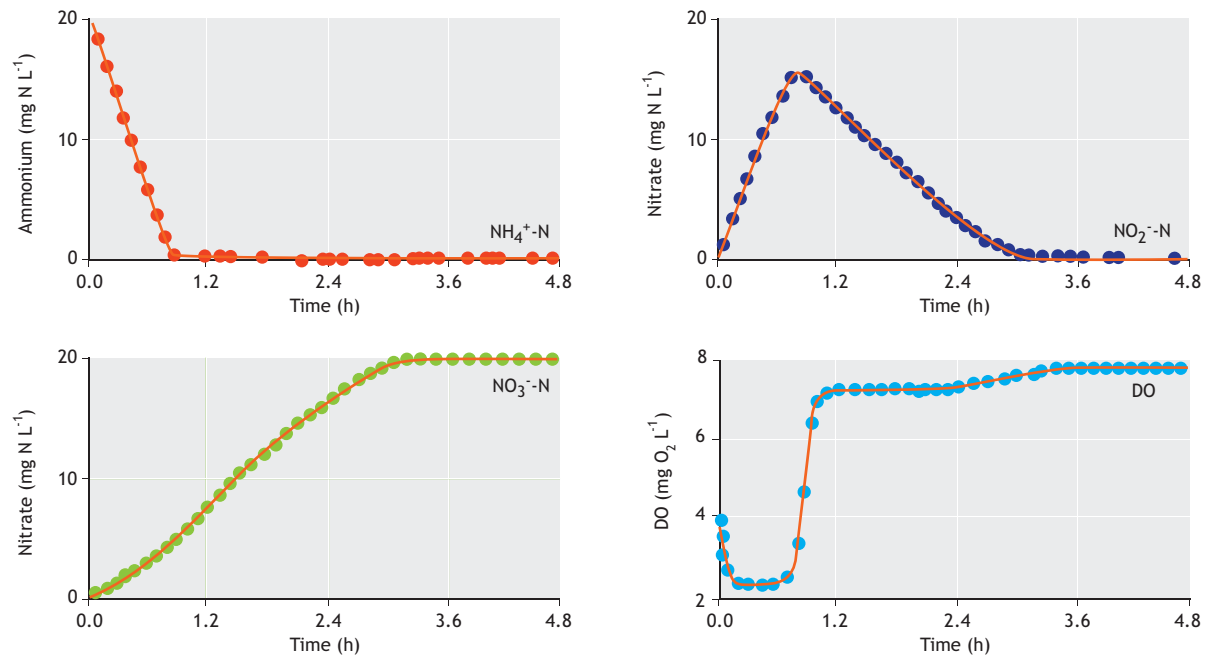 20
10
0
Ammonium (mg N L⁻¹)
NH₄⁺-N
0.0 1.2 2.4 3.6 4.8
Time (h)
20
10
0
Nitrate (mg N L⁻¹)
NO₂⁻-N
0.0 1.2 2.4 3.6 4.8
Time (h)
20
10
0
Nitrate (mg N L⁻¹)
NO₃⁻-N
0.0 1.2 2.4 3.6 4.8
Time (h)
8
6
4
2
DO (mg O₂ L⁻¹)
DO
0.0 1.2 2.4 3.6 4.8
Time (h)